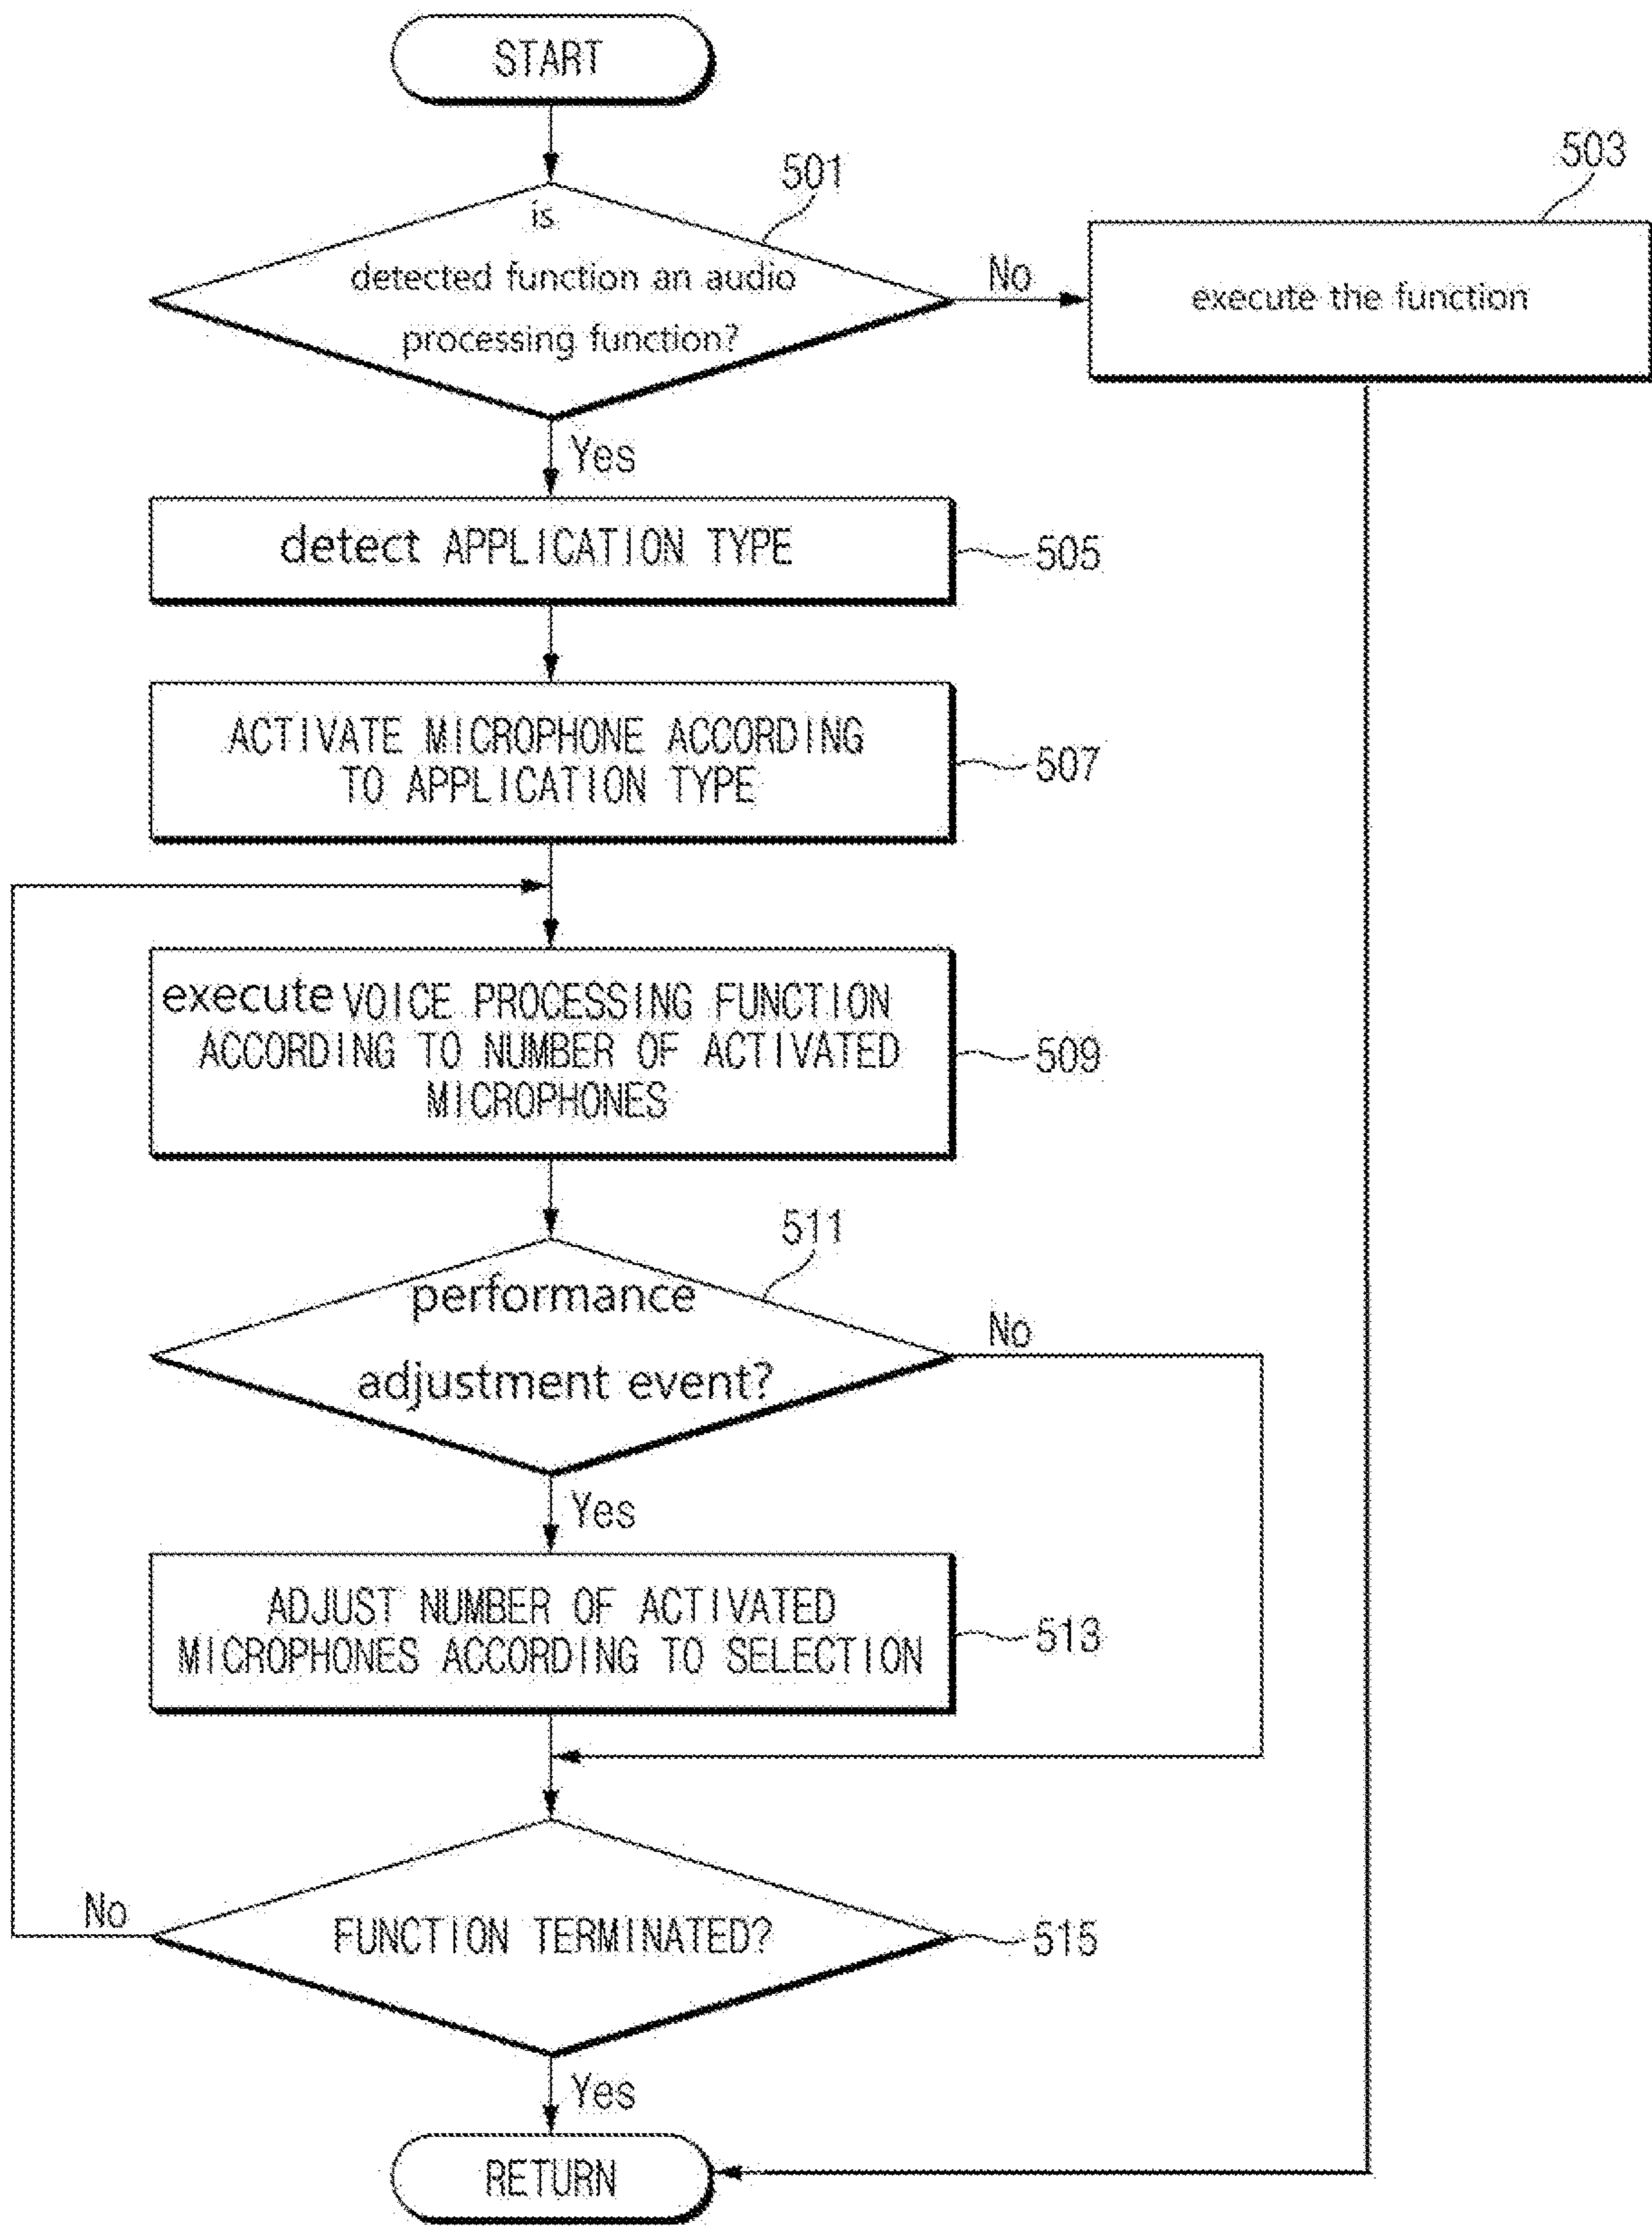 START
501
503
is
detected function an audio
processing function?
No
execute the function
Yes
detect APPLICATION TYPE
505
ACTIVATE MICROPHONE ACCORDING
TO APPLICATION TYPE
507
execute VOICE PROCESSING FUNCTION
ACCORDING TO NUMBER OF ACTIVATED
MICROPHONES
509
511
performance
adjustment event?
No
Yes
ADJUST NUMBER OF ACTIVATED
MICROPHONES ACCORDING TO SELECTION
513
No
FUNCTION TERMINATED?
515
Yes
RETURN